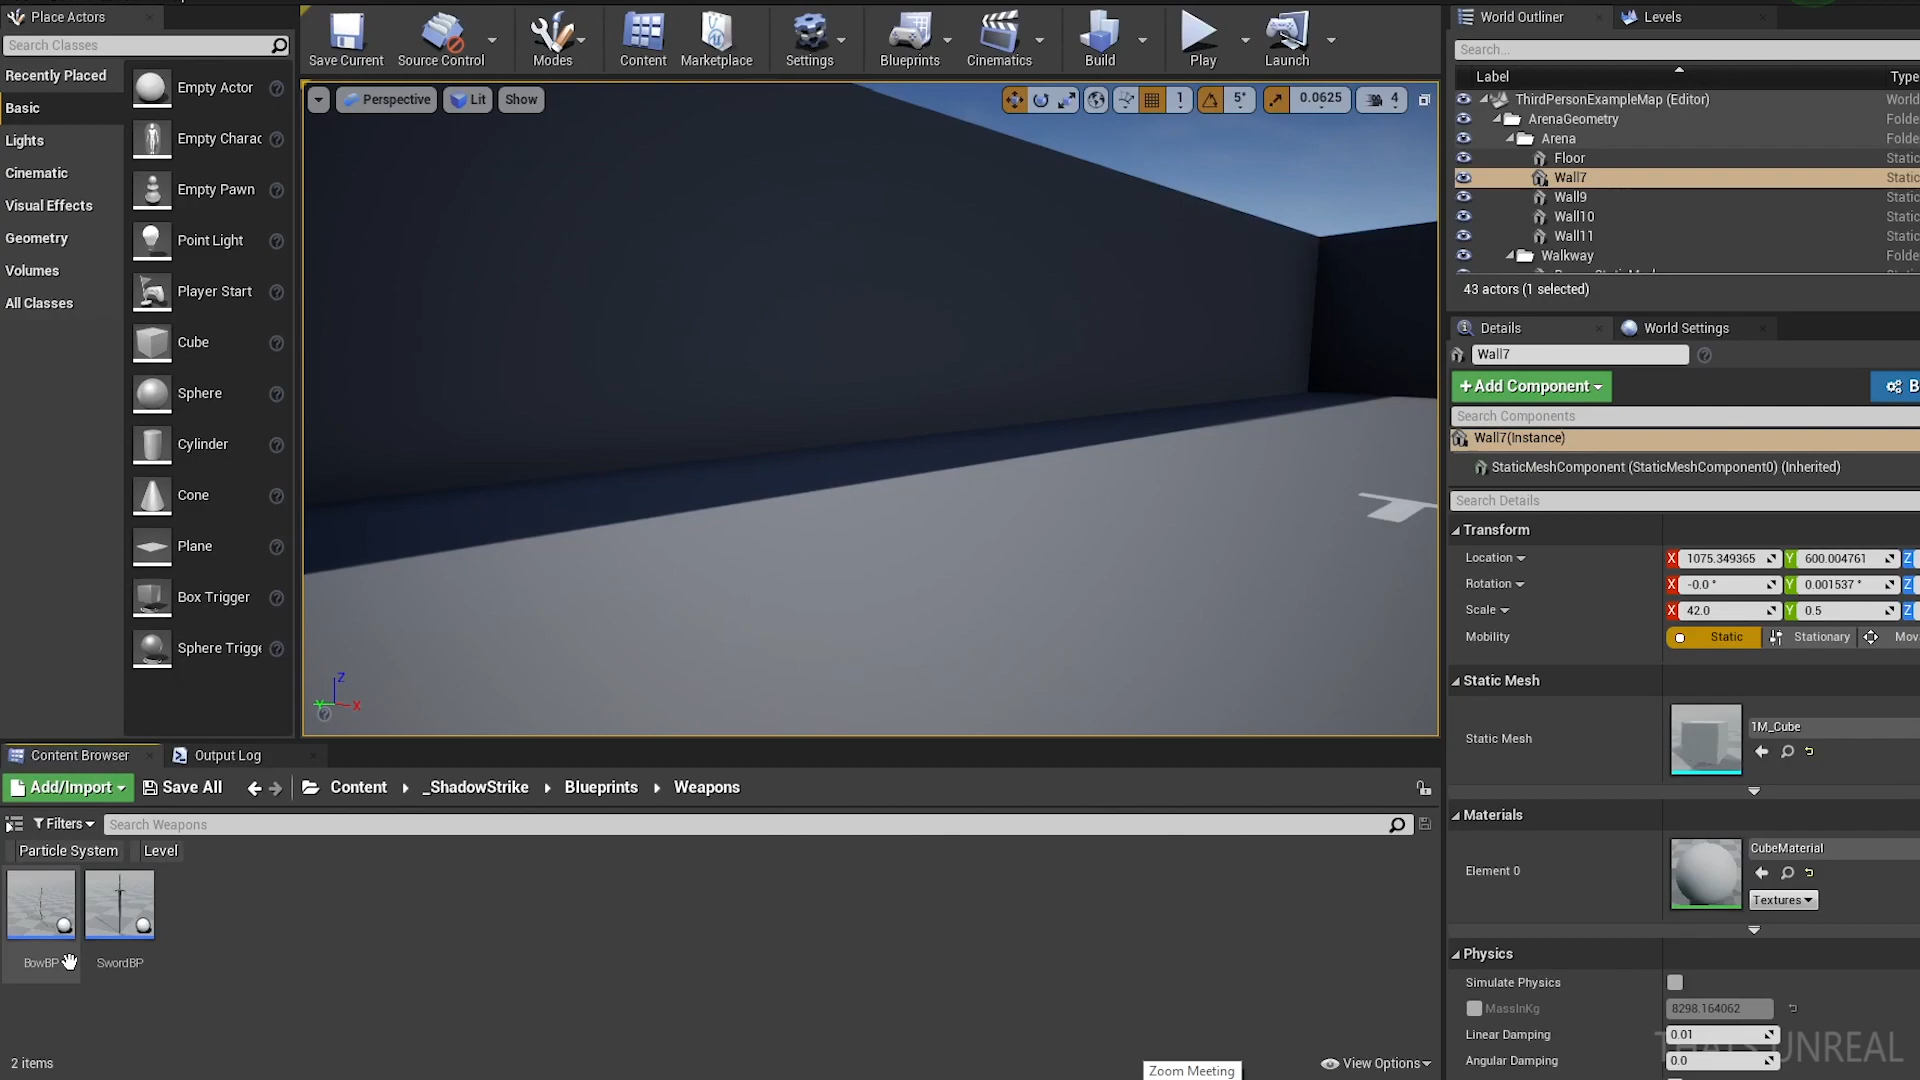 Place Actors
Search Classes
Recently Placed
Basic
Lights
Cinematic
Visual Effects
Geometry
Volumes
All Classes
Empty Actor
Empty Charac
Empty Pawn
Point Light
Player Start
Cube
Sphere
Cylinder
Cone
Plane
Box Trigger
Sphere Trigge
Save Current
Source Control
Modes
Content
Marketplace
Settings
Blueprints
Cinematics
Build
Play
Launch
Perspective
Lit
Show
1
5°
0.0625
4
Z
Y
X
World Outliner
Levels
Search...
Label
Type
ThirdPersonExampleMap (Editor)
World
ArenaGeometry
Folde
Arena
Folde
Floor
Static
Wall7
Static
Wall9
Static
Wall10
Static
Wall11
Static
Walkway
Folde
43 actors (1 selected)
Details
World Settings
Wall7
+Add Component
B
Search Components
Wall7(Instance)
StaticMeshComponent (StaticMeshComponent0) (Inherited)
Search Details
Transform
Location
X 1075.349365
Y 600.004761
Z
Rotation
X -0.0 °
Y 0.001537 °
Z
Scale
X 42.0
Y 0.5
Z
Mobility
Static
Stationary
Mov
Static Mesh
Static Mesh
1M_Cube
Materials
Element 0
CubeMaterial
Textures
Physics
Simulate Physics
MassInKg
8298.164062
Linear Damping
0.01
Angular Damping
0.0
THATS UNREAL
Content Browser
Output Log
Add/Import
Save All
Content
_ShadowStrike
Blueprints
Weapons
Filters
Search Weapons
Particle System
Level
BowBP
SwordBP
2 items
View Options
Zoom Meeting